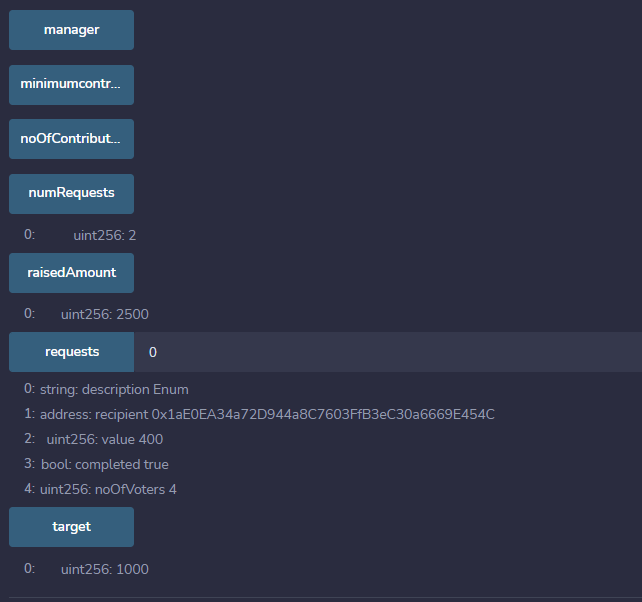 manager
minimumcontr...
noOfContribut...
numRequests
0: uint256: 2
raisedAmount
0: uint256: 2500
requests 0
0: string: description Enum
1: address: recipient 0x1aE0EA34a72D944a8C7603FfB3eC30a6669E454C
2: uint256: value 400
3: bool: completed true
4: uint256: noOfVoters 4
target
0: uint256: 1000